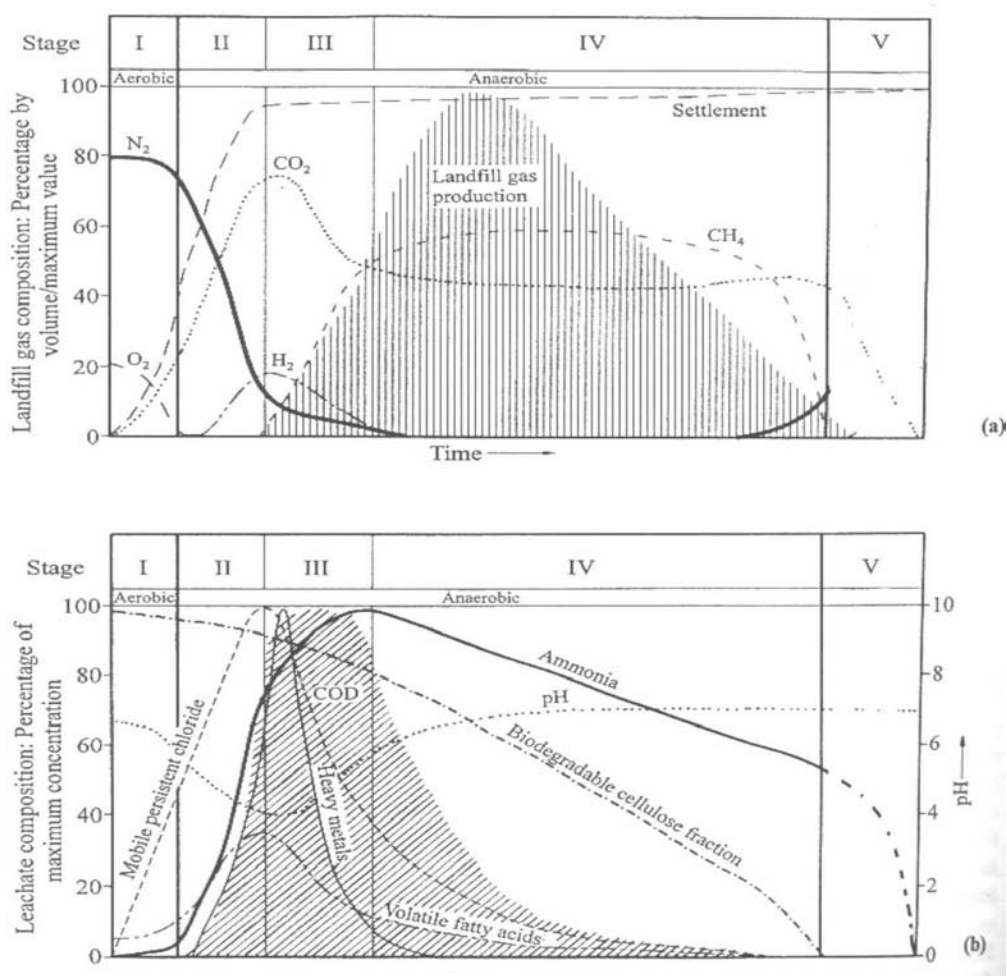 Stage I II III IV V
Aerobic Anaerobic
Landfill gas composition: Percentage by
volume/maximum value
100
80
60
40
20
0
N₂
O₂
CO₂
H₂
Landfill gas
production
Settlement
CH₄
Time
(a)
Stage I II III IV V
Aerobic Anaerobic
Leachate composition: Percentage of
maximum concentration
100
80
60
40
20
0
Mobile persistent chloride
COD
Heavy metals
Volatile fatty acids
Ammonia
pH
Biodegradable cellulose fraction
10
8
6
4
2
0
pH
(b)